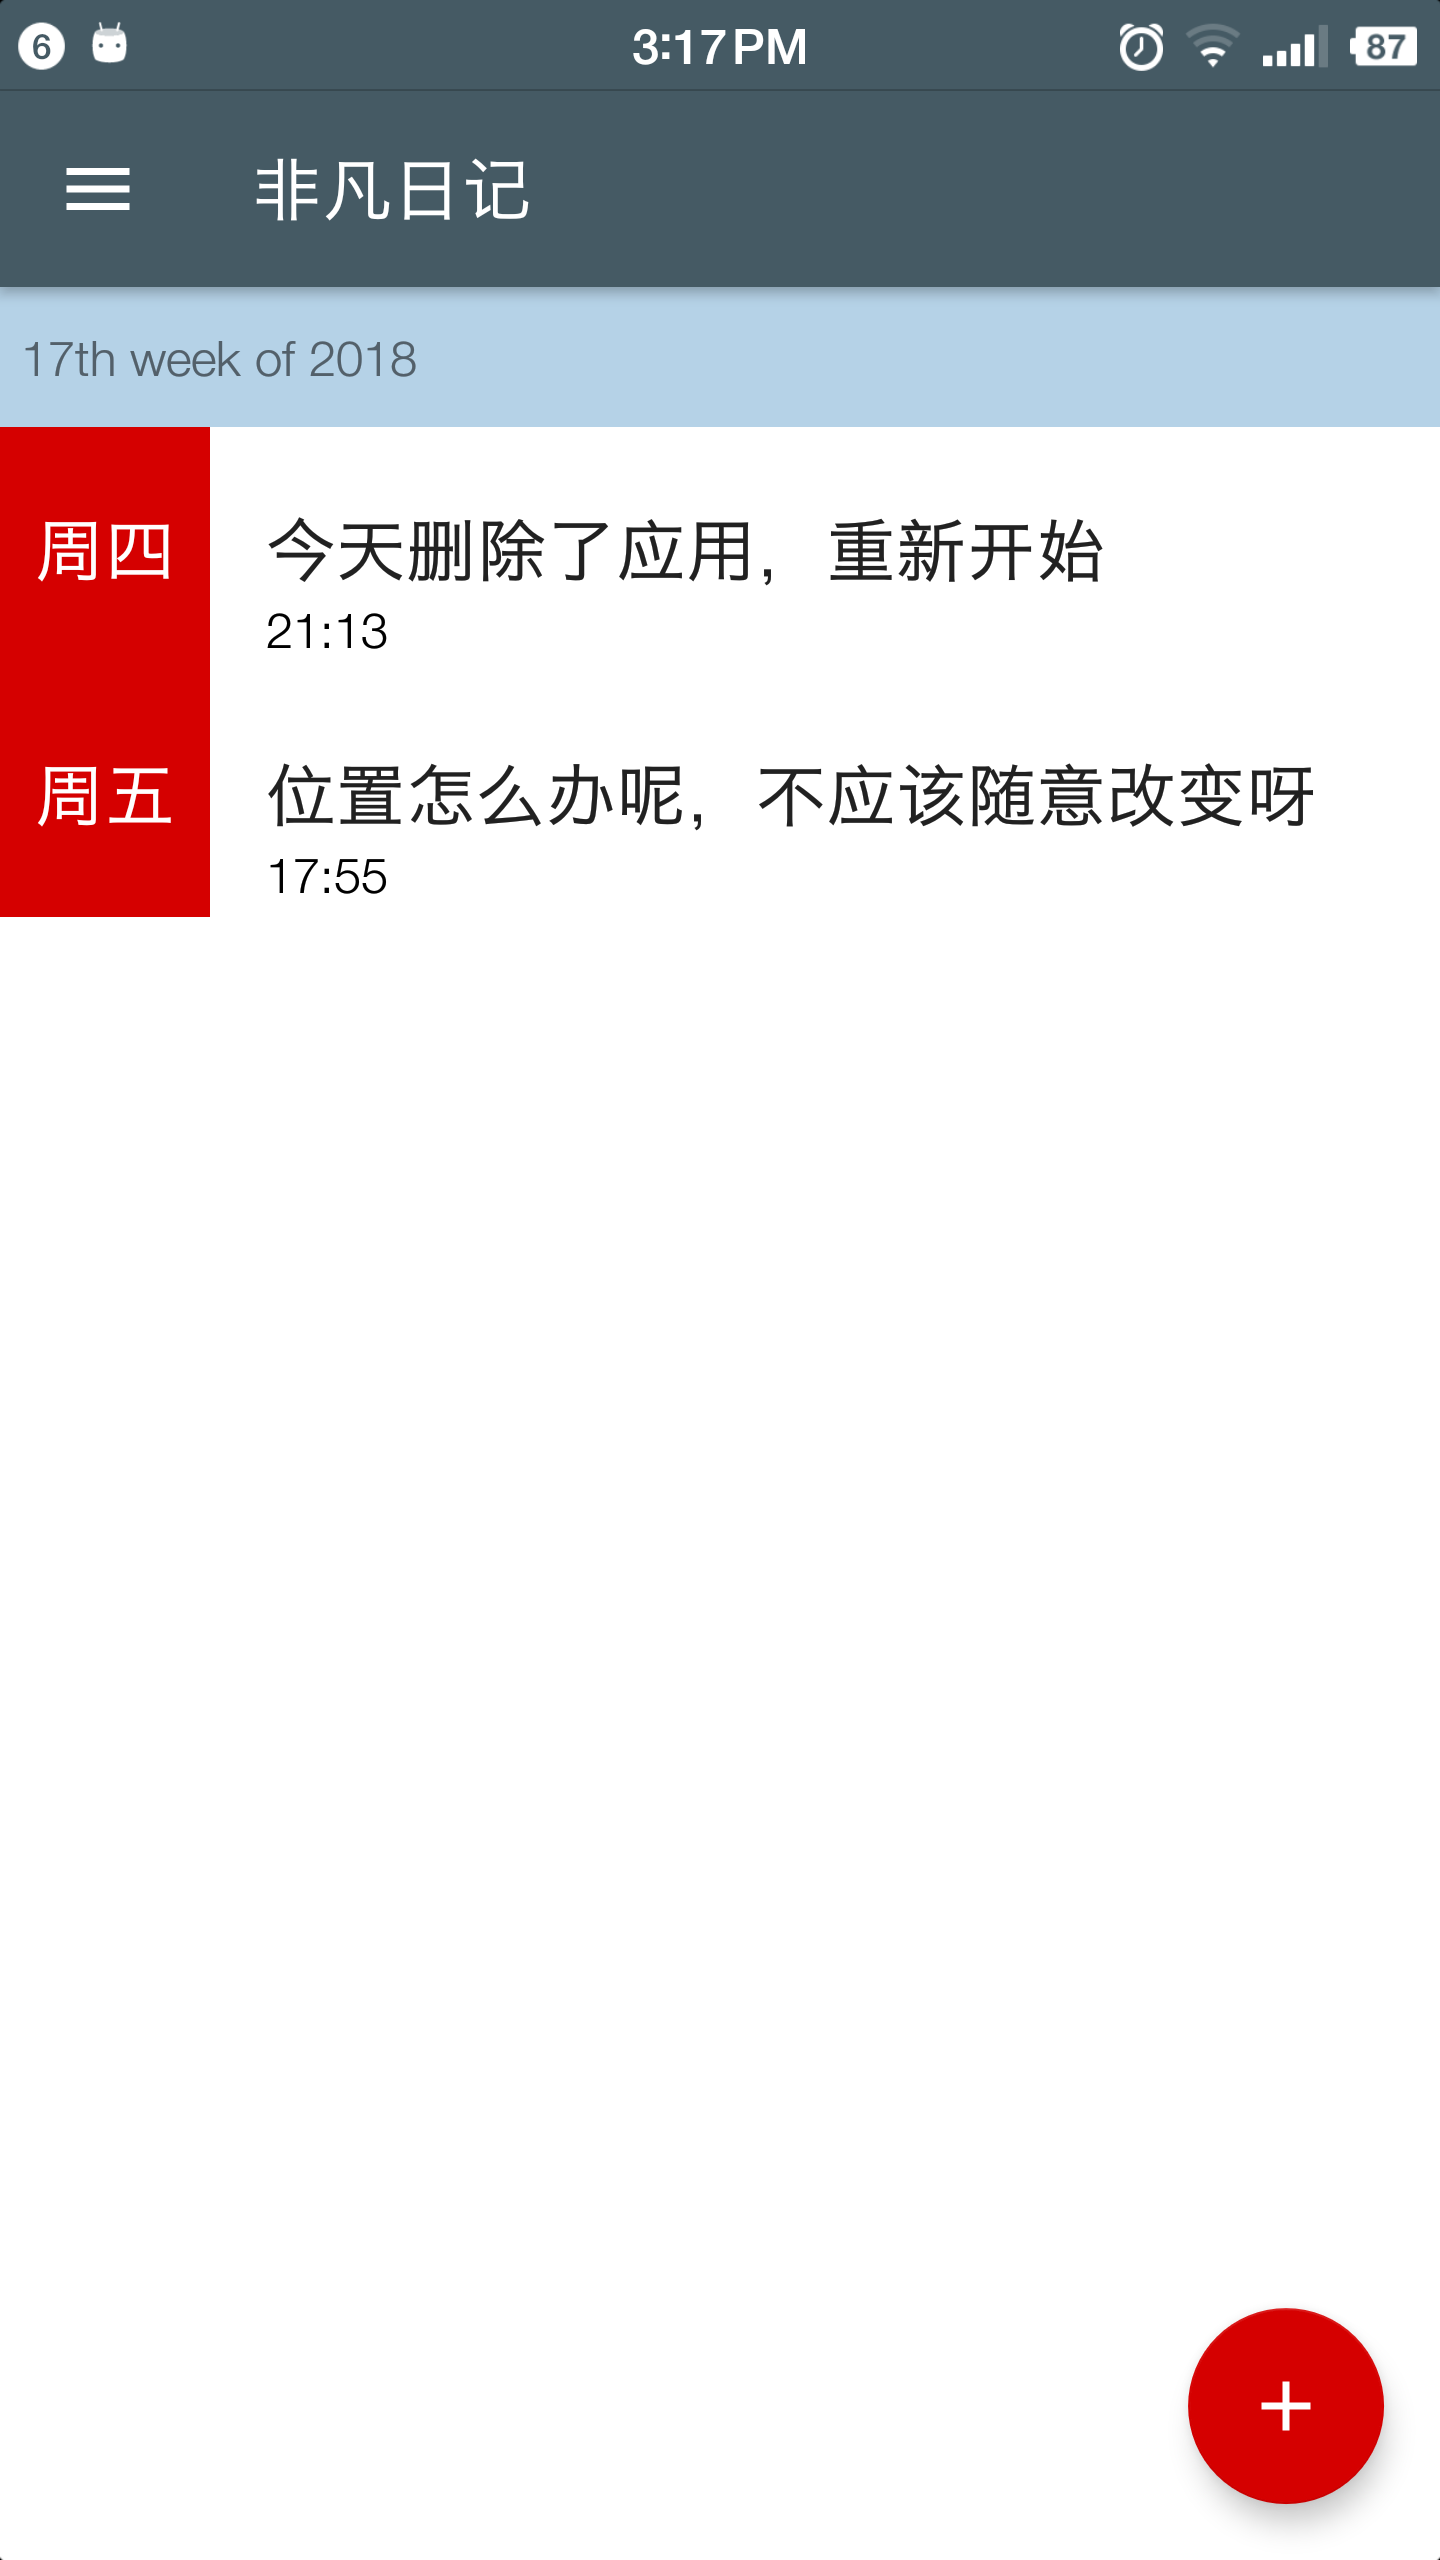 6
3:17 PM
87
非凡日记
17th week of 2018
周四
今天删除了应用，重新开始
21:13
周五
位置怎么办呢，不应该随意改变呀
17:55